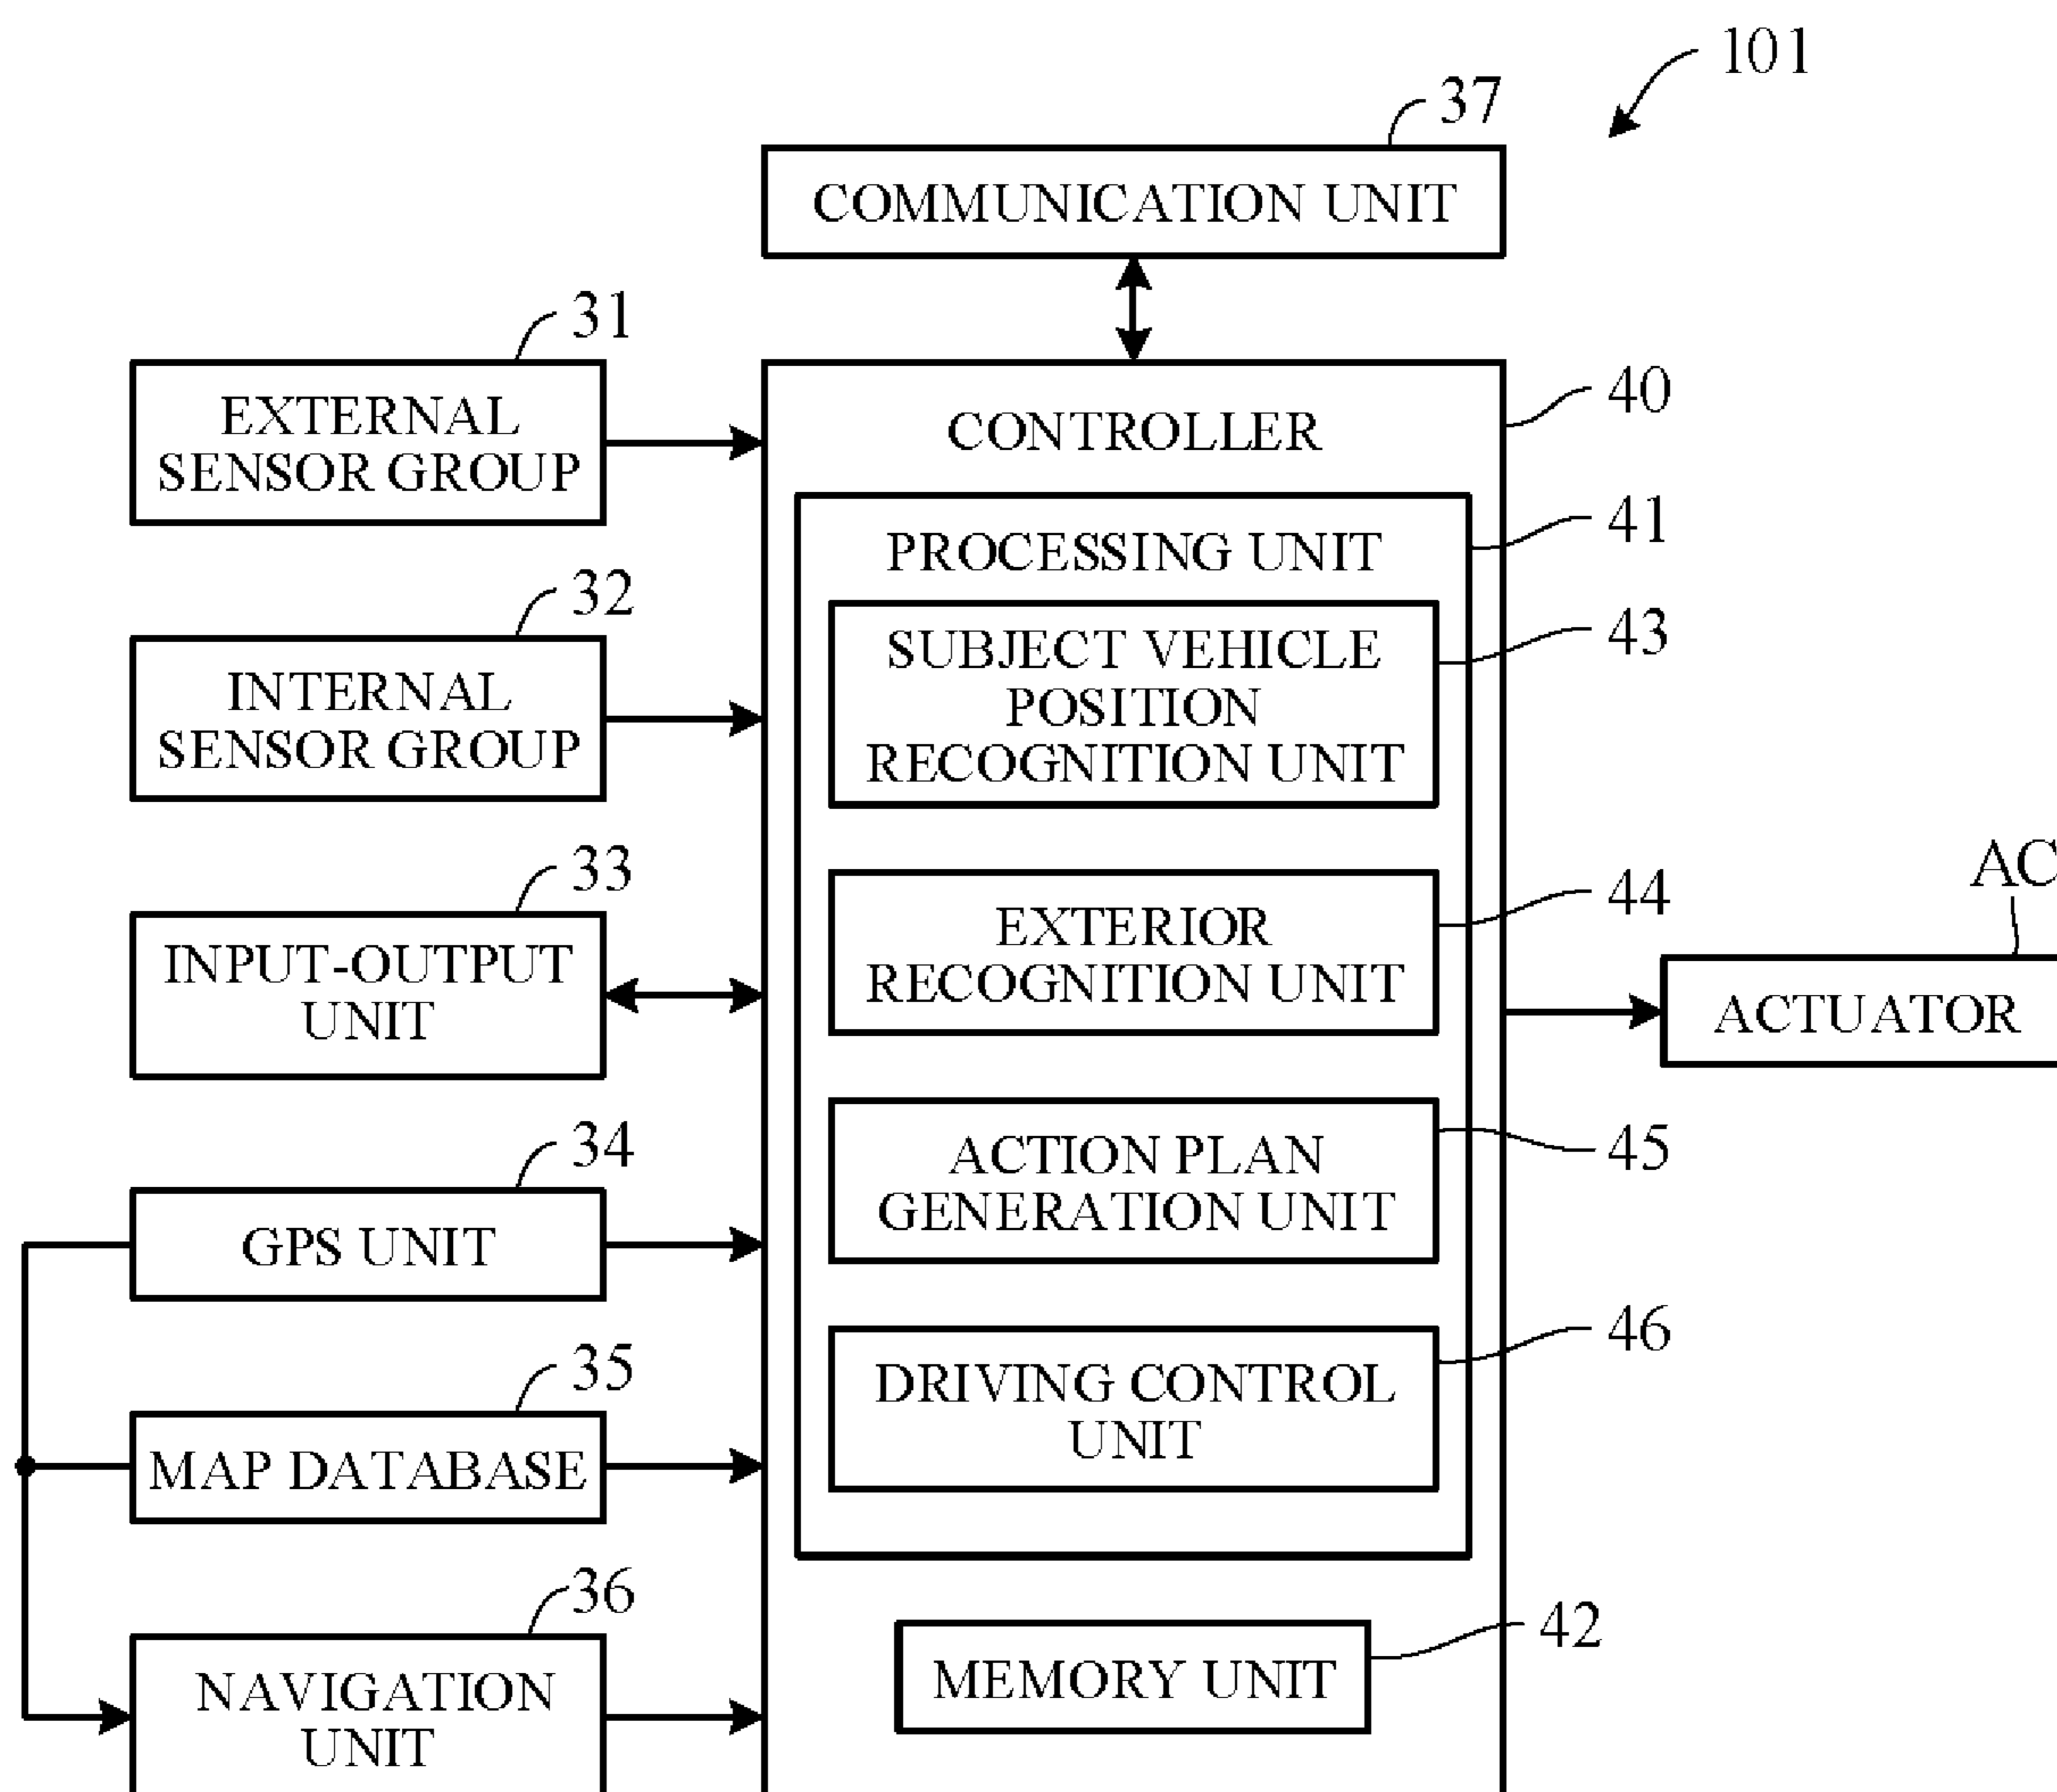 101
37
COMMUNICATION UNIT
31
EXTERNAL
SENSOR GROUP
32
INTERNAL
SENSOR GROUP
33
INPUT-OUTPUT
UNIT
34
GPS UNIT
35
MAP DATABASE
36
NAVIGATION
UNIT
40
CONTROLLER
41
PROCESSING UNIT
43
SUBJECT VEHICLE
POSITION
RECOGNITION UNIT
44
EXTERIOR
RECOGNITION UNIT
45
ACTION PLAN
GENERATION UNIT
46
DRIVING CONTROL
UNIT
42
MEMORY UNIT
AC
ACTUATOR